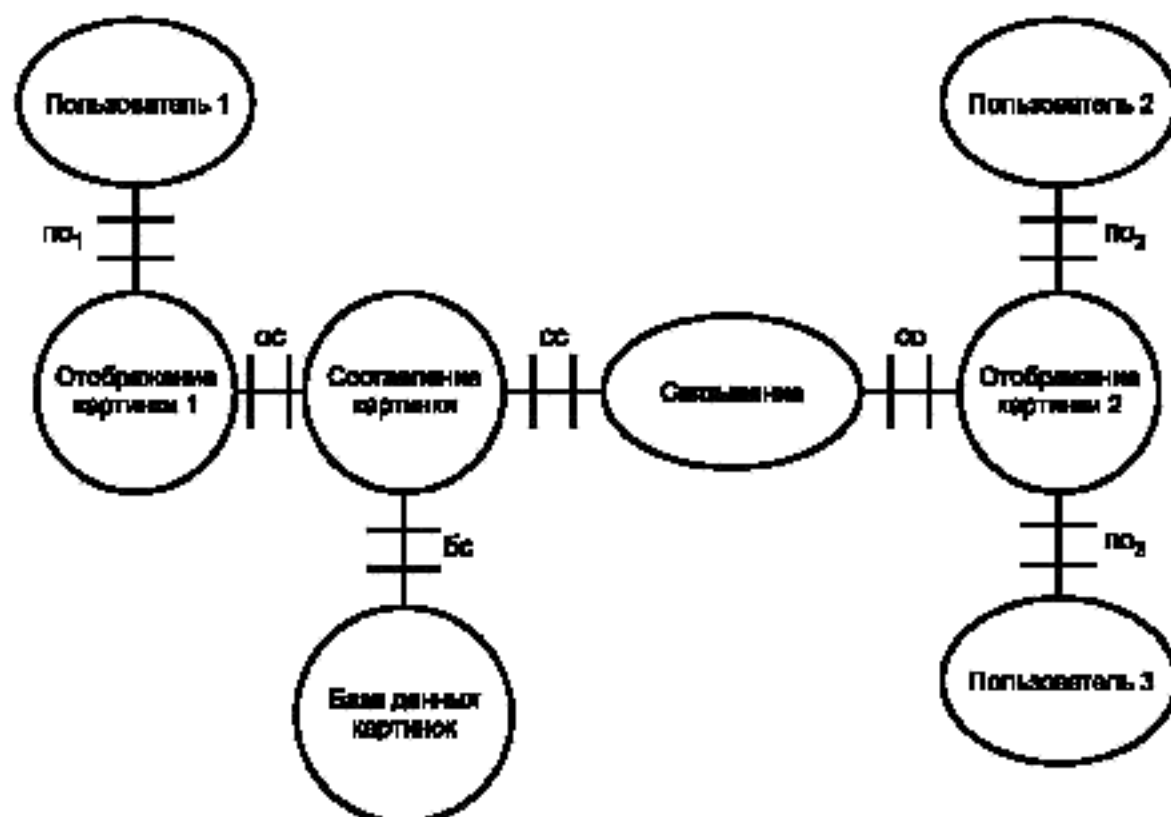 Пользователь 1
Пользователь 2
по₁
по₂
Отображение
картинки 1
ос
Составление
картинки
сс
Связывание
со
Отображение
картинки 2
бс
по₃
База данных
картинок
Пользователь 3